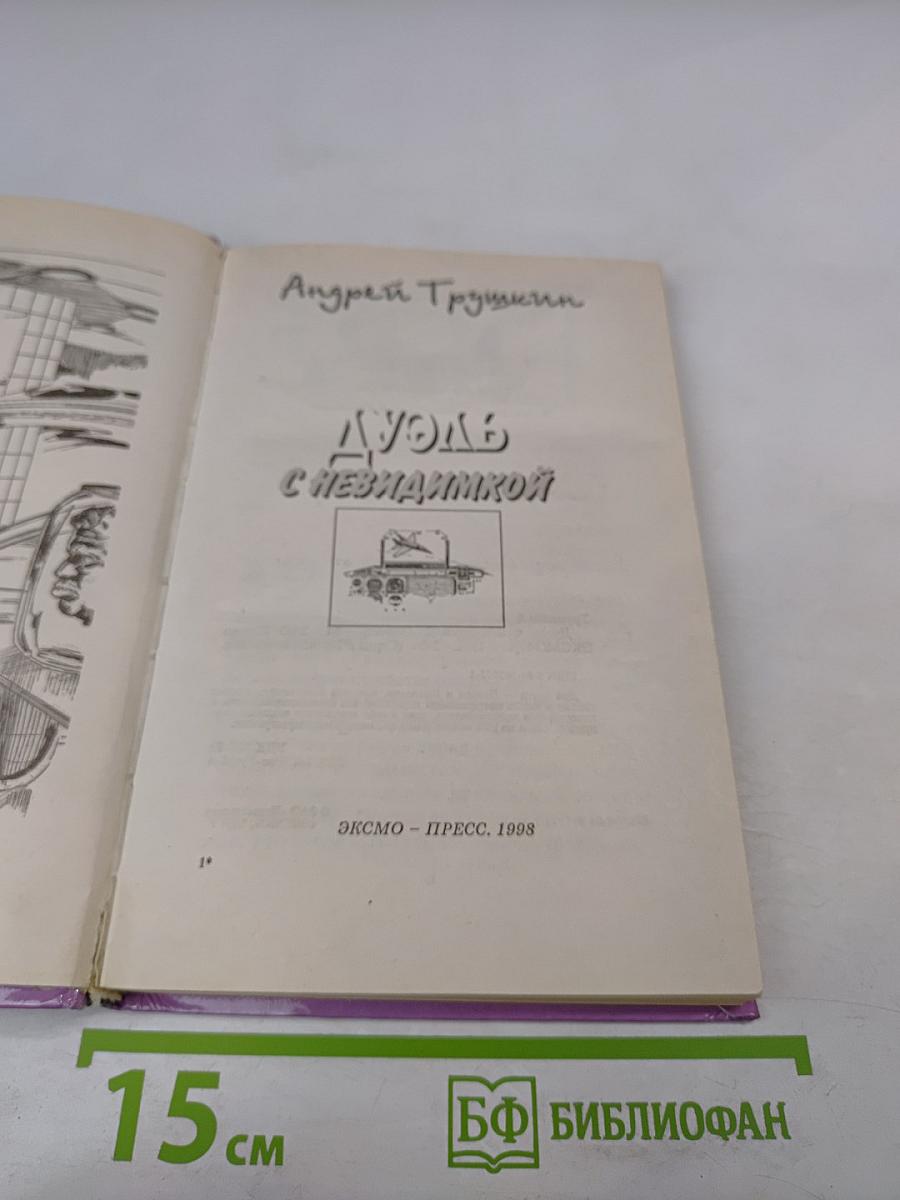 Андрей Трушкин
ДУЭЛЬ
С НЕВИДИМКОЙ
ЭКСМО – ПРЕСС, 1998
1*
15 см
БФ БИБЛИОФАН